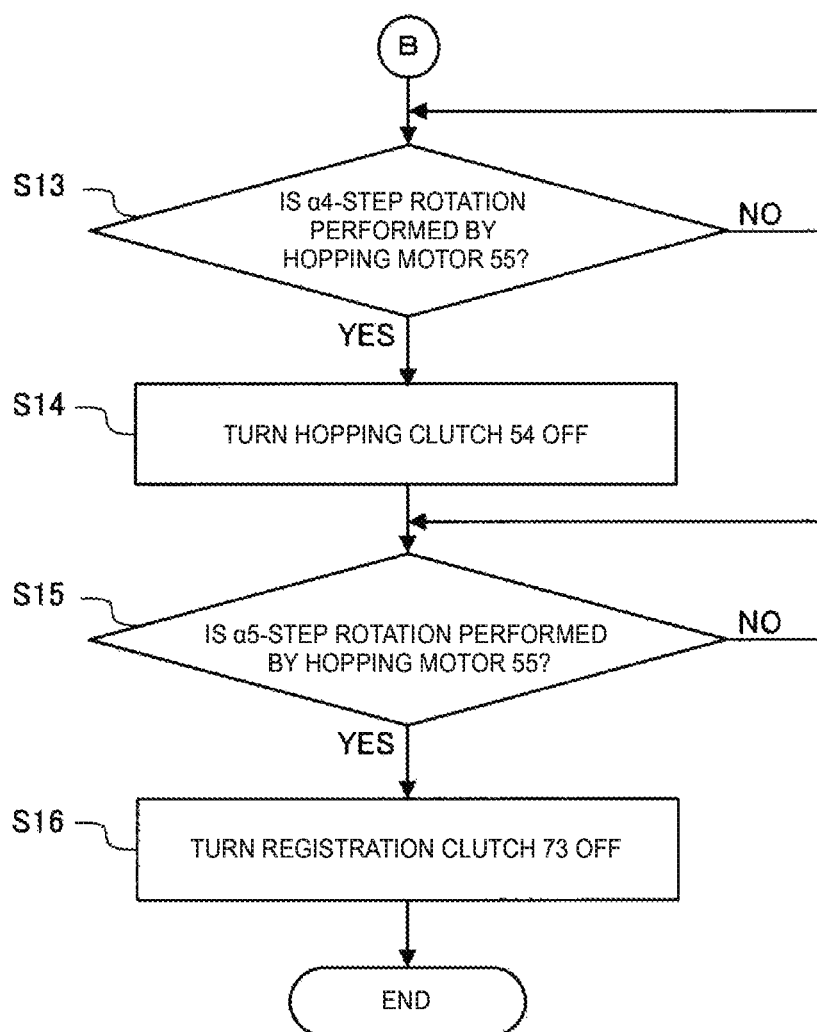 B
S13
IS α4-STEP ROTATION
PERFORMED BY
HOPPING MOTOR 55?
NO
YES
S14
TURN HOPPING CLUTCH 54 OFF
S15
IS α5-STEP ROTATION PERFORMED
BY HOPPING MOTOR 55?
NO
YES
S16
TURN REGISTRATION CLUTCH 73 OFF
END